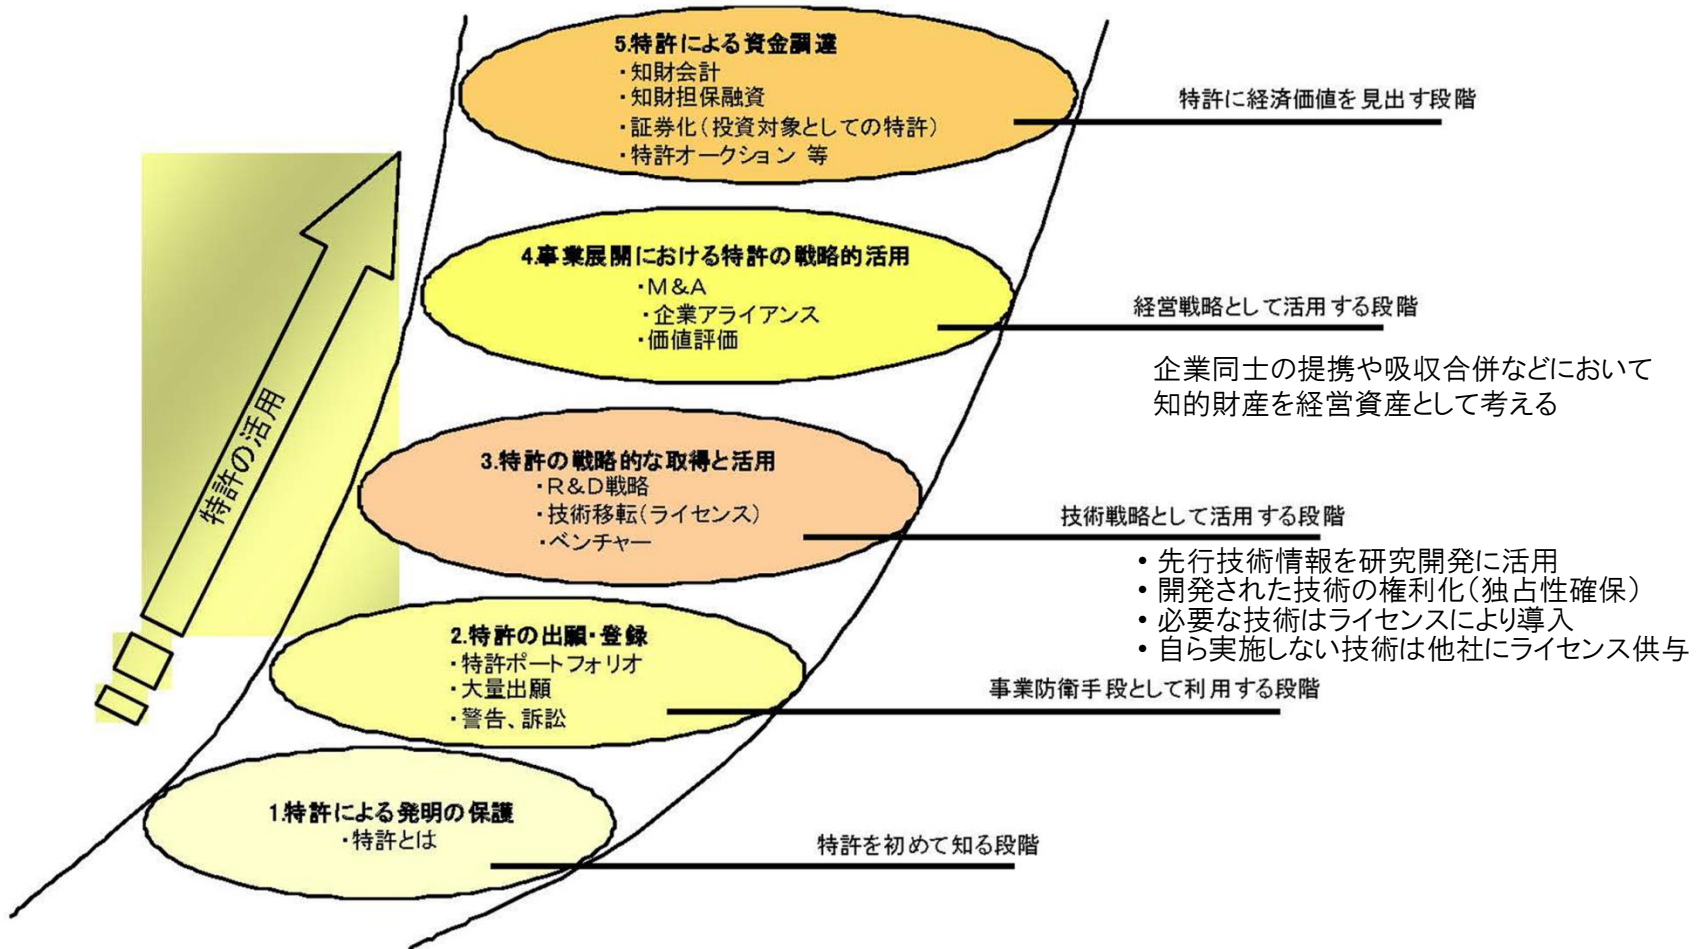 5.特許による資金調達
・知財会計
・知財担保融資
・証券化（投資対象としての特許）
・特許オークション 等
特許に経済価値を見出す段階
4.事業展開における特許の戦略的活用
・M&A
・企業アライアンス
・価値評価
経営戦略として活用する段階
企業同士の提携や吸収合併などにおいて
知的財産を経営資産として考える
特許の活用
3.特許の戦略的な取得と活用
・R&D戦略
・技術移転(ライセンス)
・ベンチャー
技術戦略として活用する段階
• 先行技術情報を研究開発に活用
• 開発された技術の権利化（独占性確保）
• 必要な技術はライセンスにより導入
• 自ら実施しない技術は他社にライセンス供与
2.特許の出願・登録
・特許ポートフォリオ
・大量出願
・警告、訴訟
事業防衛手段として利用する段階
1.特許による発明の保護
・特許とは
特許を初めて知る段階